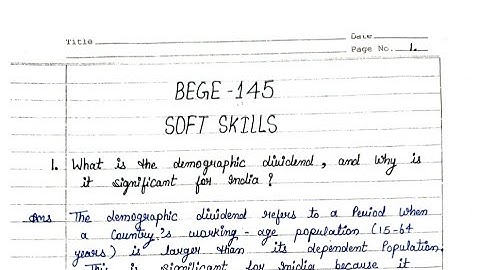 Title
Date
Page No. 1.
BEGE-145
SOFT SKILLS
1. What is the demographic dividend, and why is
it significant for India?
Ans The demographic dividend refers to a Period when
a Country's working-age population (15-64
years) is larger than its dependent Population.
This is significant for India because it